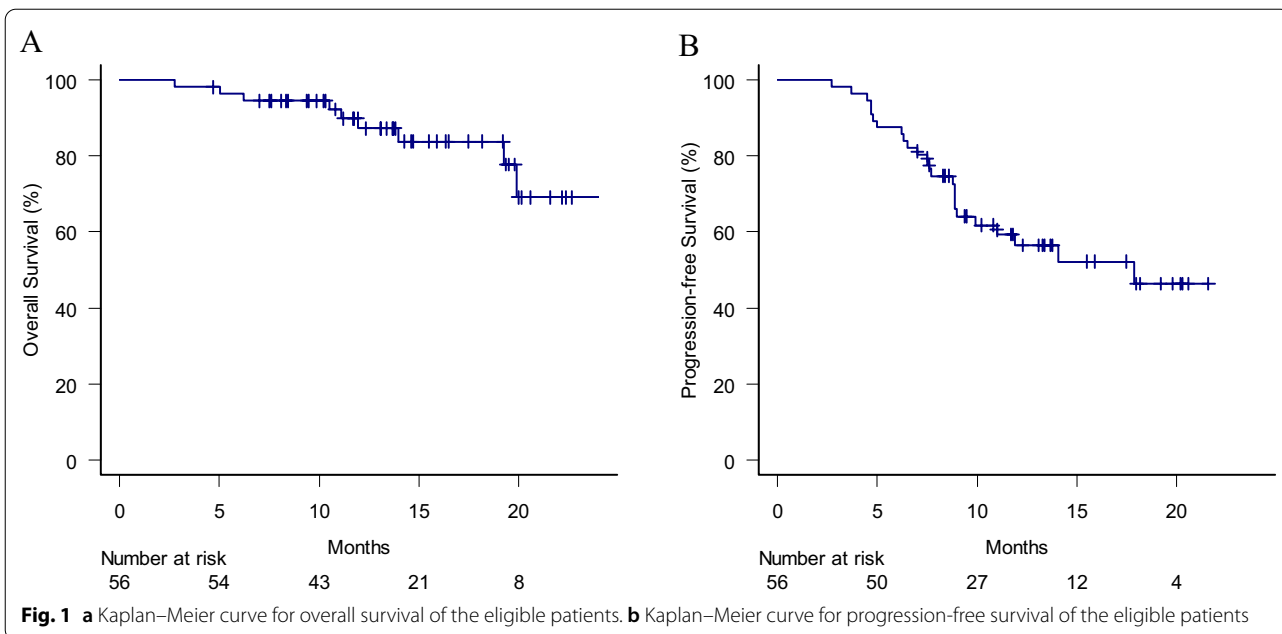 A
100
80
60
40
20
0
Overall Survival (%)
0 5 10 15 20
Months
Number at risk
56 54 43 21 8
B
100
80
60
40
20
0
Progression-free Survival (%)
0 5 10 15 20
Months
Number at risk
56 50 27 12 4
Fig. 1 a Kaplan–Meier curve for overall survival of the eligible patients. b Kaplan–Meier curve for progression-free survival of the eligible patients